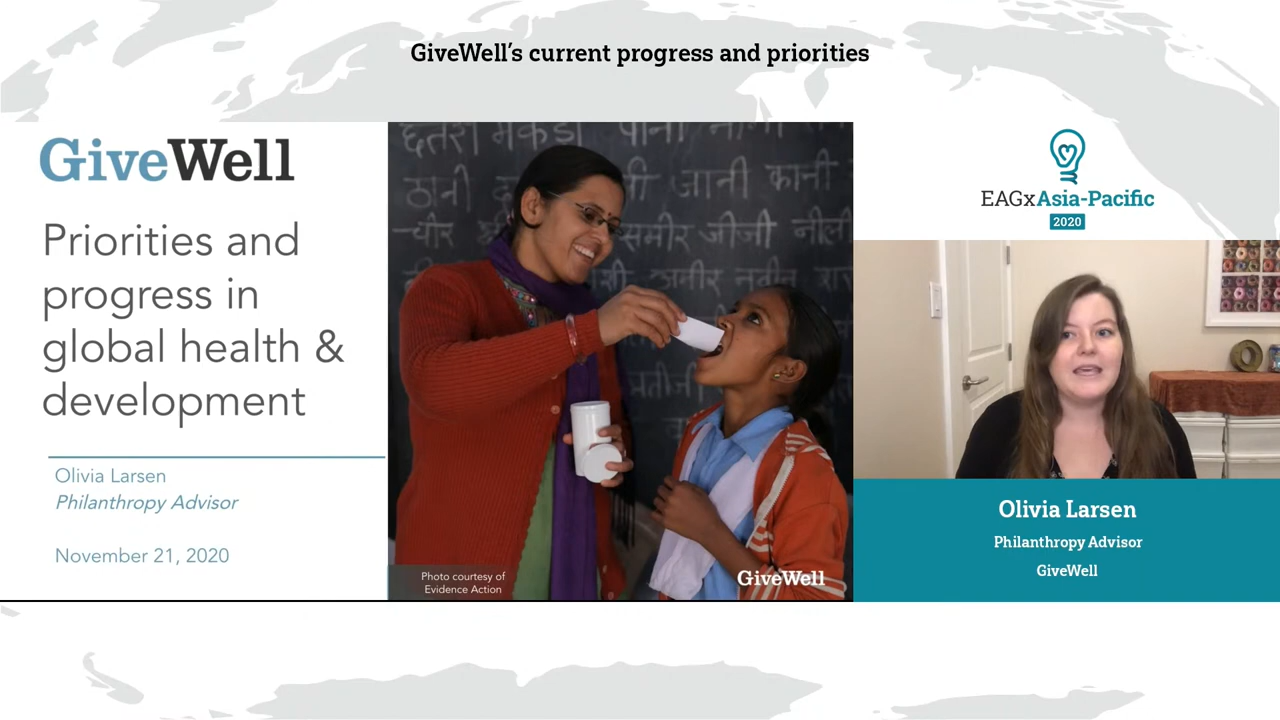 GiveWell's current progress and priorities
GiveWell
Priorities and
progress in
global health &
development
Olivia Larsen
Philanthropy Advisor
November 21, 2020
ठानी
जानी कानी
समीर जीजी नीली
Photo courtesy of
Evidence Action
GiveWell
EAGxAsia-Pacific
2020
Olivia Larsen
Philanthropy Advisor
GiveWell